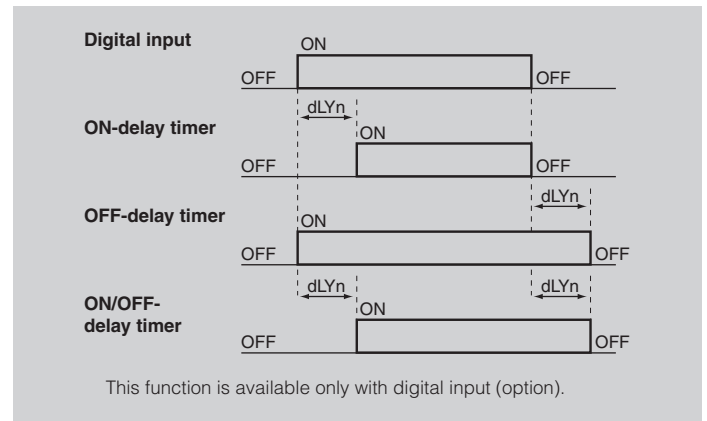 Digital input
ON
OFF
OFF
dLYn
ON-delay timer
ON
OFF
OFF
dLYn
OFF-delay timer
ON
OFF
OFF
dLYn
dLYn
ON/OFF-
delay timer
ON
OFF
OFF
This function is available only with digital input (option).